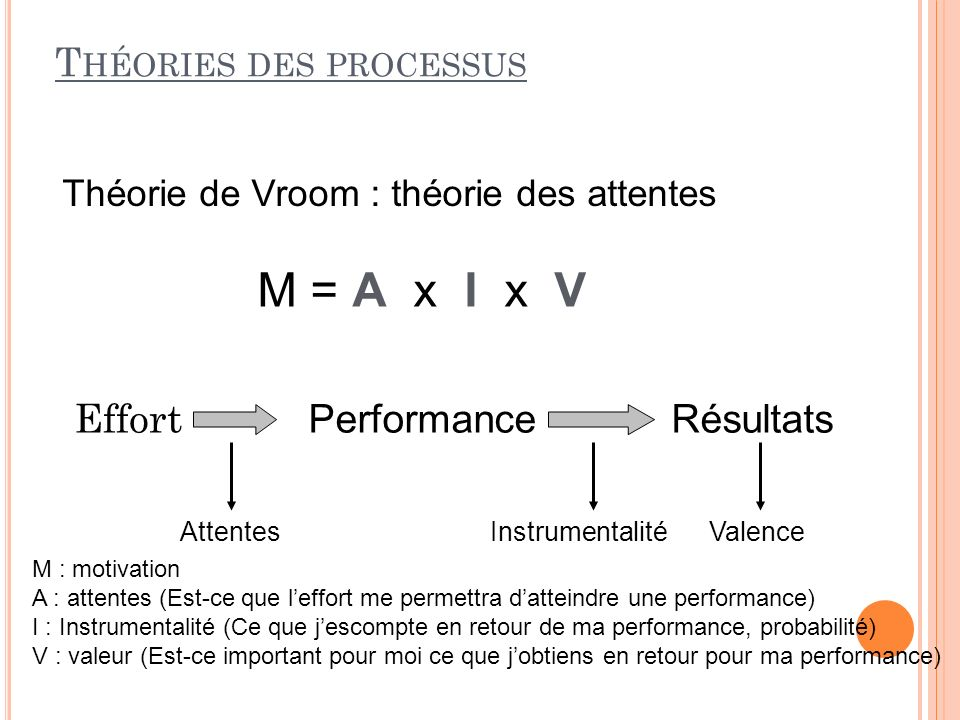 THÉORIES DES PROCESSUS
Théorie de Vroom : théorie des attentes
M = A x I x V
Effort Performance Résultats
Attentes Instrumentalité Valence
M : motivation
A : attentes (Est-ce que l’effort me permettra d’atteindre une performance)
I : Instrumentalité (Ce que j’escompte en retour de ma performance, probabilité)
V : valeur (Est-ce important pour moi ce que j’obtiens en retour pour ma performance)